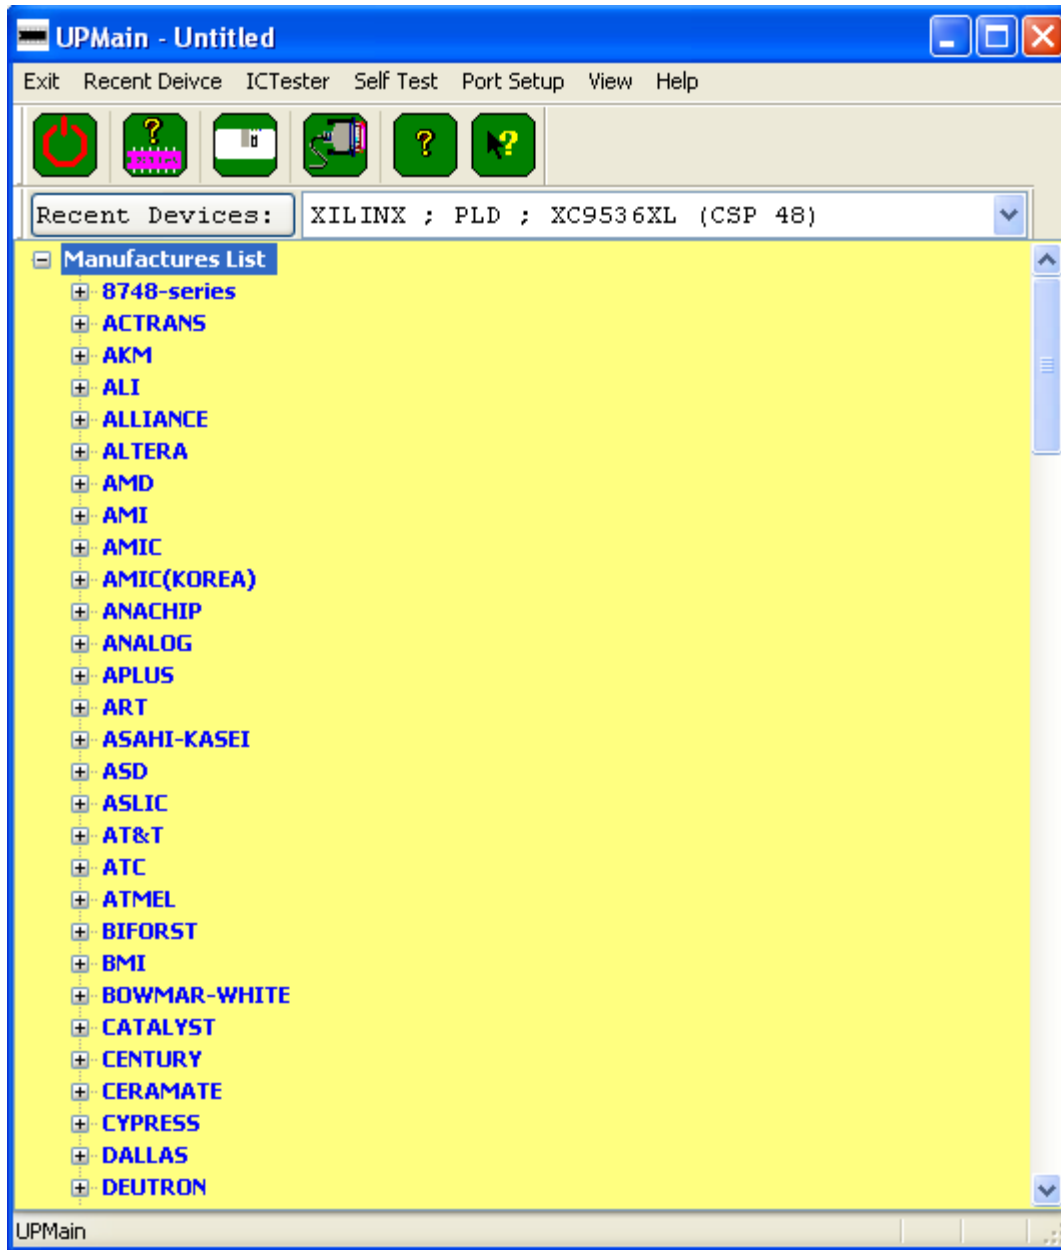 UPMain - Untitled
Exit Recent Deivce ICTester Self Test Port Setup View Help
? ? ?
Recent Devices: XILINX ; PLD ; XC9536XL (CSP 48)
Manufactures List
8748-series
ACTRANS
AKM
ALI
ALLIANCE
ALTERA
AMD
AMI
AMIC
AMIC(KOREA)
ANACHIP
ANALOG
APLUS
ART
ASAHI-KASEI
ASD
ASLIC
AT&T
ATC
ATMEL
BIFORST
BMI
BOWMAR-WHITE
CATALYST
CENTURY
CERAMATE
CYPRESS
DALLAS
DEUTRON
UPMain